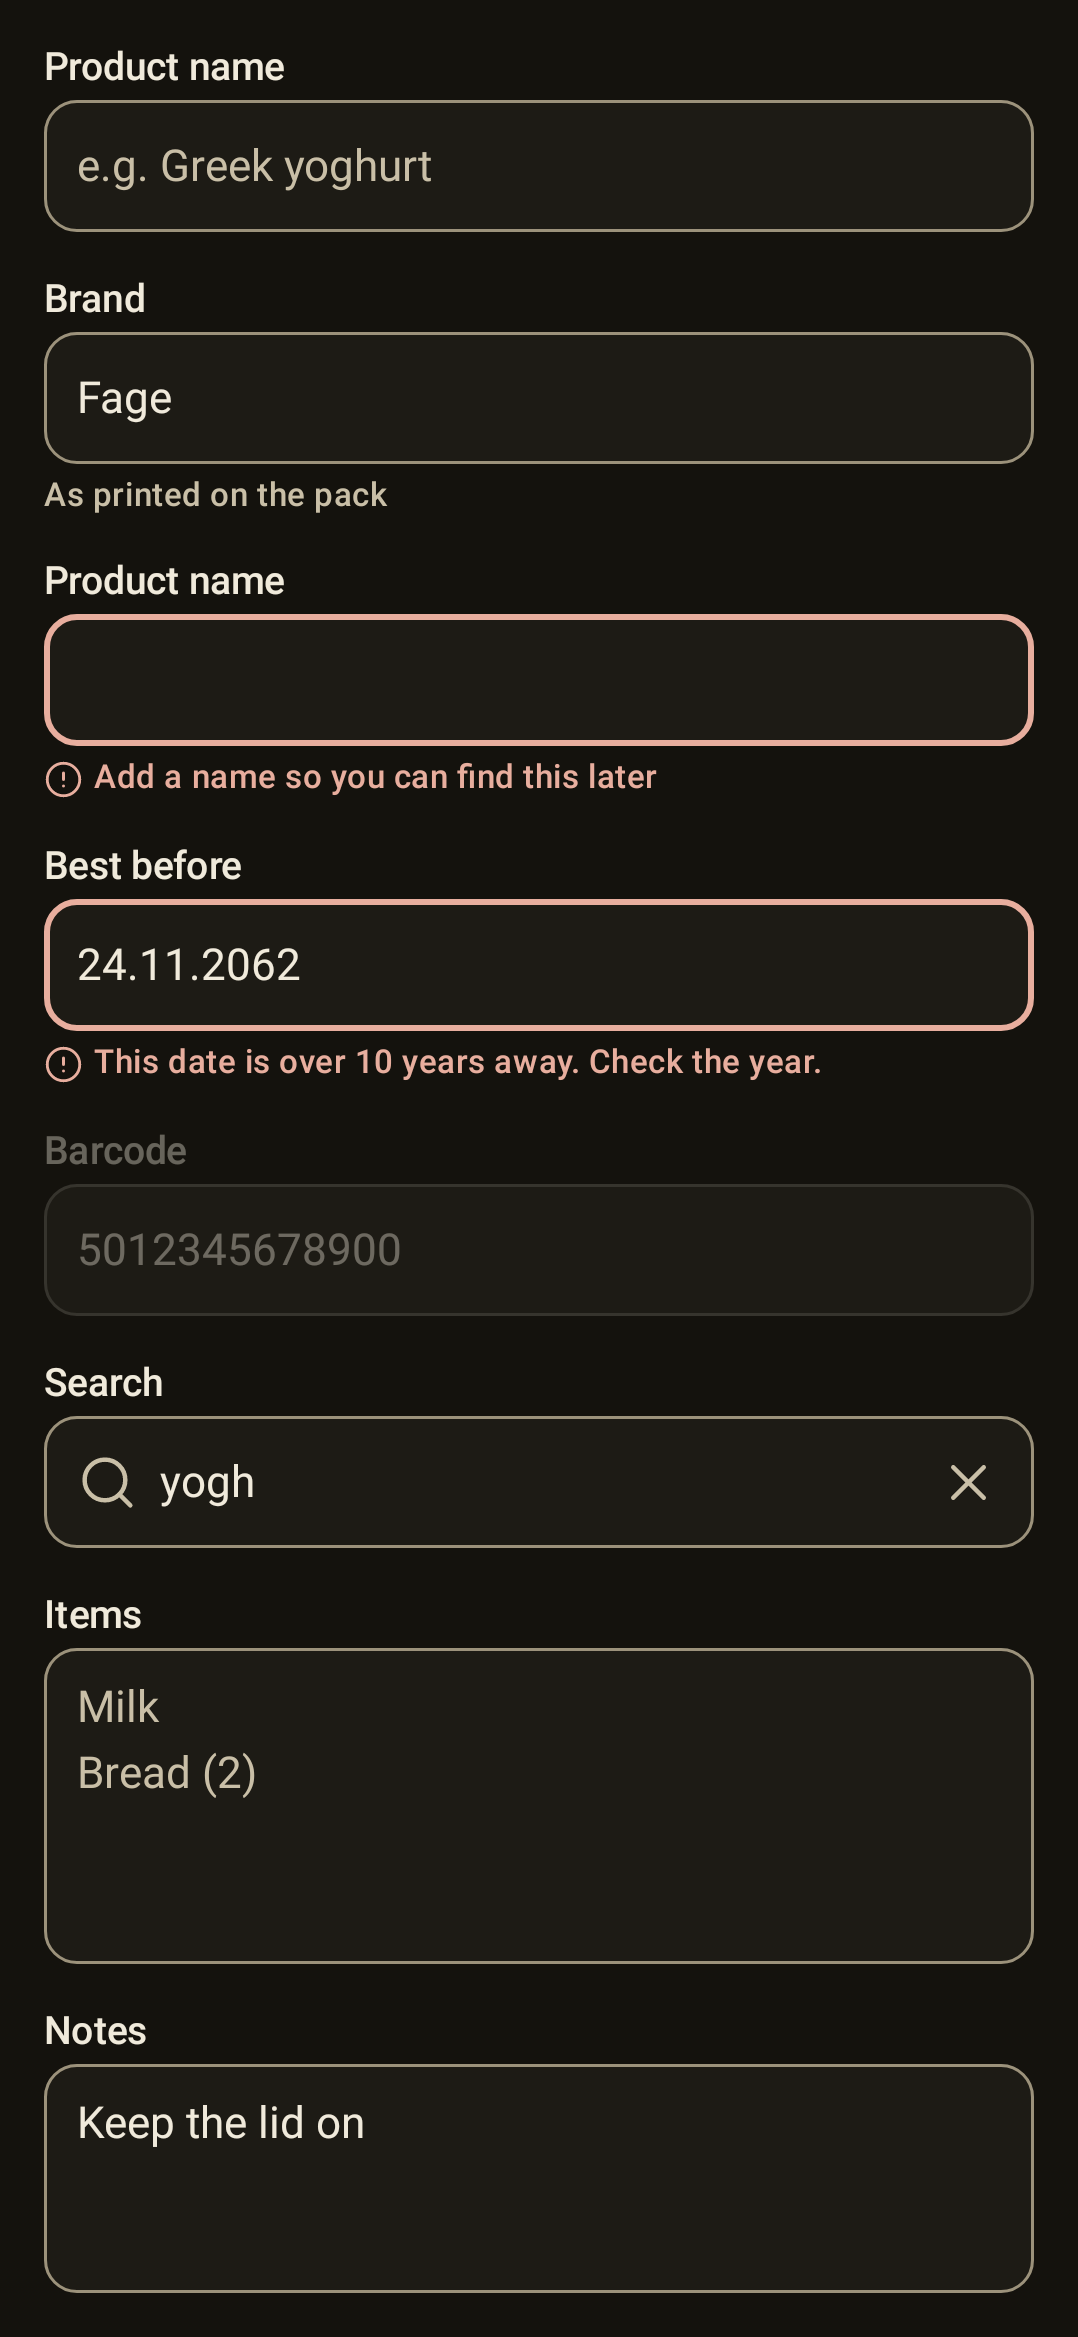 Product name
e.g. Greek yoghurt
Brand
Fage
As printed on the pack
Product name
Add a name so you can find this later
Best before
24.11.2062
This date is over 10 years away. Check the year.
Barcode
5012345678900
Search
yogh
Items
Milk
Bread (2)
Notes
Keep the lid on